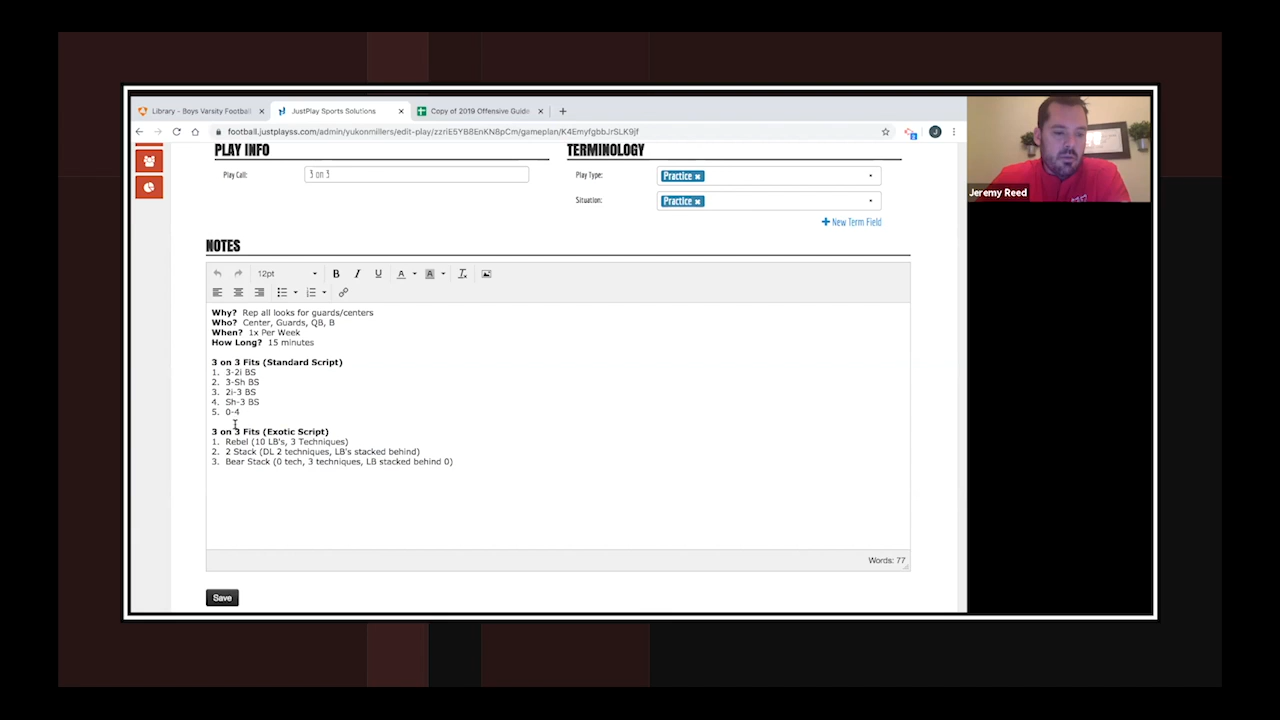 Library - Boys Varsity Football
JustPlay Sports Solutions
Copy of 2019 Offensive Guide
football.justplayss.com/admin/yukonmillers/edit-play/zzriE5YB8EnKN8pCm/gameplan/K4EmyfgbbJrSLK9jf
J
PLAY INFO
TERMINOLOGY
Play Call:
3 on 3
Play Type:
Practice
Situation:
Practice
New Term Field
Jeremy Reed
NOTES
12pt
B I U A A
Why? Rep all looks for guards/centers
Who? Center, Guards, QB, B
When? 1x Per Week
How Long? 15 minutes
3 on 3 Fits (Standard Script)
1. 3-2i BS
2. 3-Sh BS
3. 2i-3 BS
4. Sh-3 BS
5. 0-4
3 on 3 Fits (Exotic Script)
1. Rebel (10 LB's, 3 Techniques)
2. 2 Stack (DL 2 techniques, LB's stacked behind)
3. Bear Stack (0 tech, 3 techniques, LB stacked behind 0)
Words: 77
Save